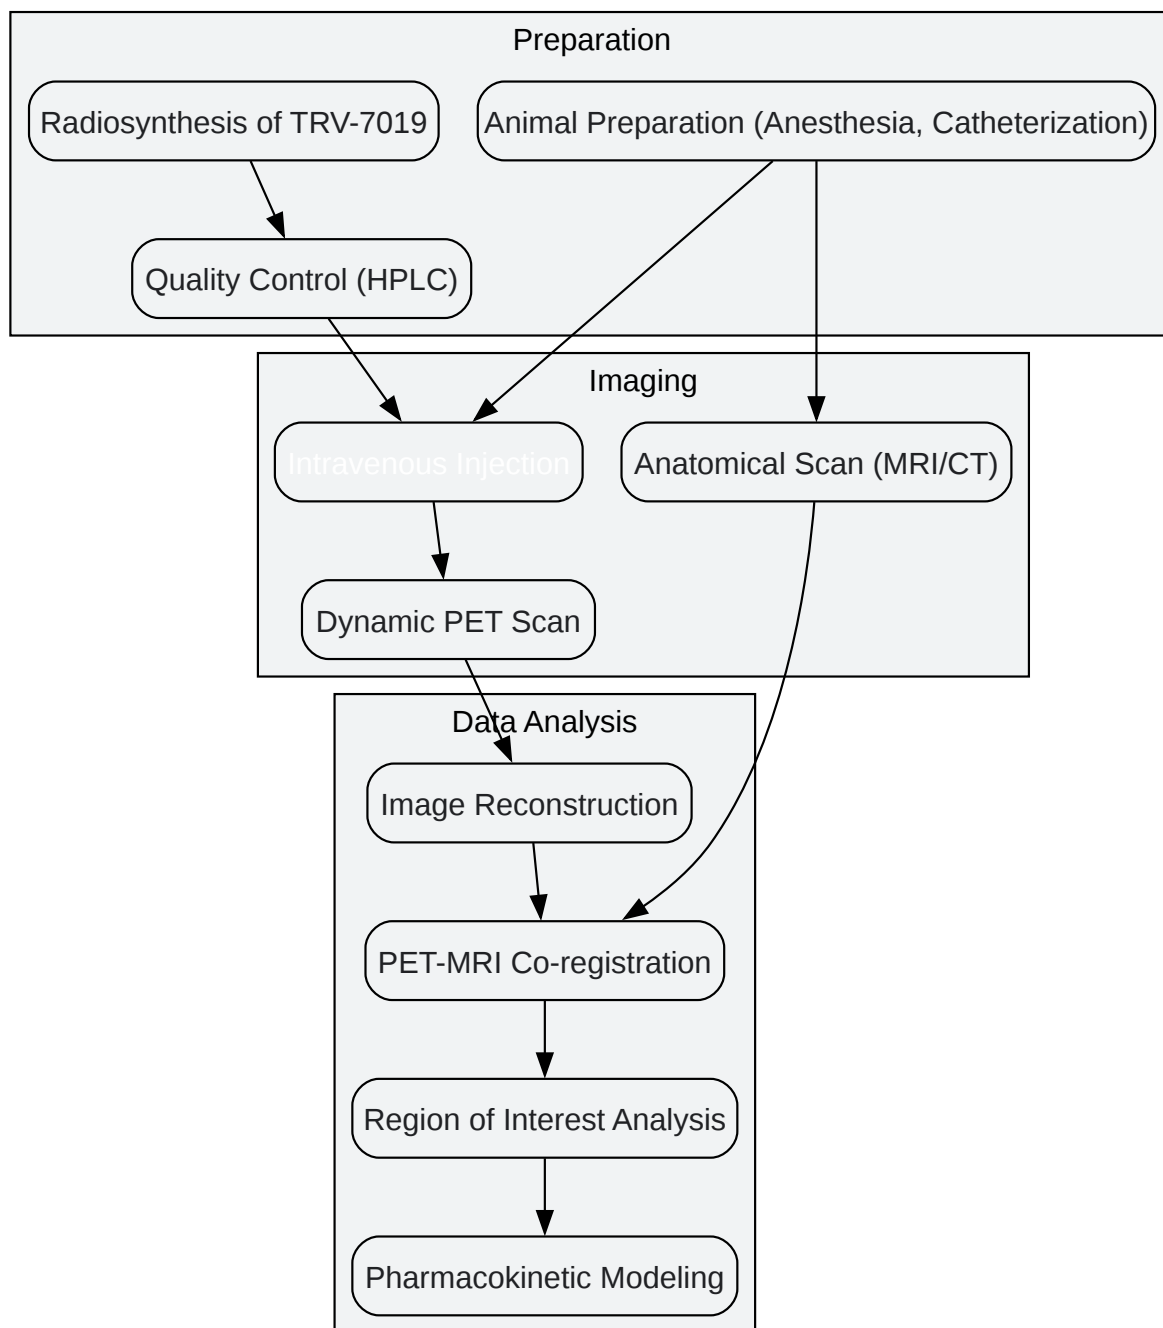 Preparation
Radiosynthesis of TRV-7019
Animal Preparation (Anesthesia, Catheterization)
Quality Control (HPLC)
Imaging
Intravenous Injection
Anatomical Scan (MRI/CT)
Dynamic PET Scan
Data Analysis
Image Reconstruction
PET-MRI Co-registration
Region of Interest Analysis
Pharmacokinetic Modeling